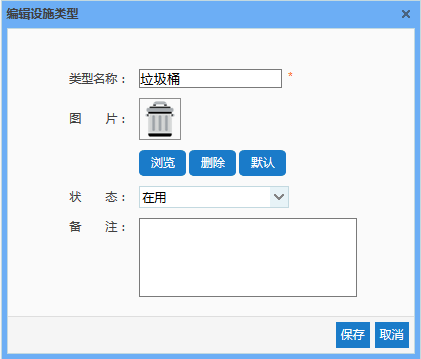 编辑设施类型 ×
类型名称： 垃圾桶 *
图 片：
浏览 删除 默认
状 态： 在用
备 注：
保存 取消